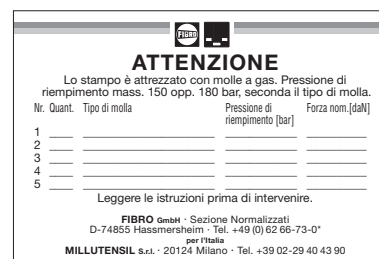 FIBRO
ATTENZIONE
Lo stampo è attrezzato con molle a gas. Pressione di
riempimento mass. 150 opp. 180 bar, seconda il tipo di molla.
Nr. Quant. Tipo di molla Pressione di riempimento [bar] Forza nom.[daN]
1
2
3
4
5
Leggere le istruzioni prima di intervenire.
FIBRO GmbH · Sezione Normalizzati
D-74855 Hassmersheim · Tel. +49 (0) 62 66-73-0*
per l'Italia
MILLUTENSIL S.r.l. · 20124 Milano · Tel. +39 02-29 40 43 90